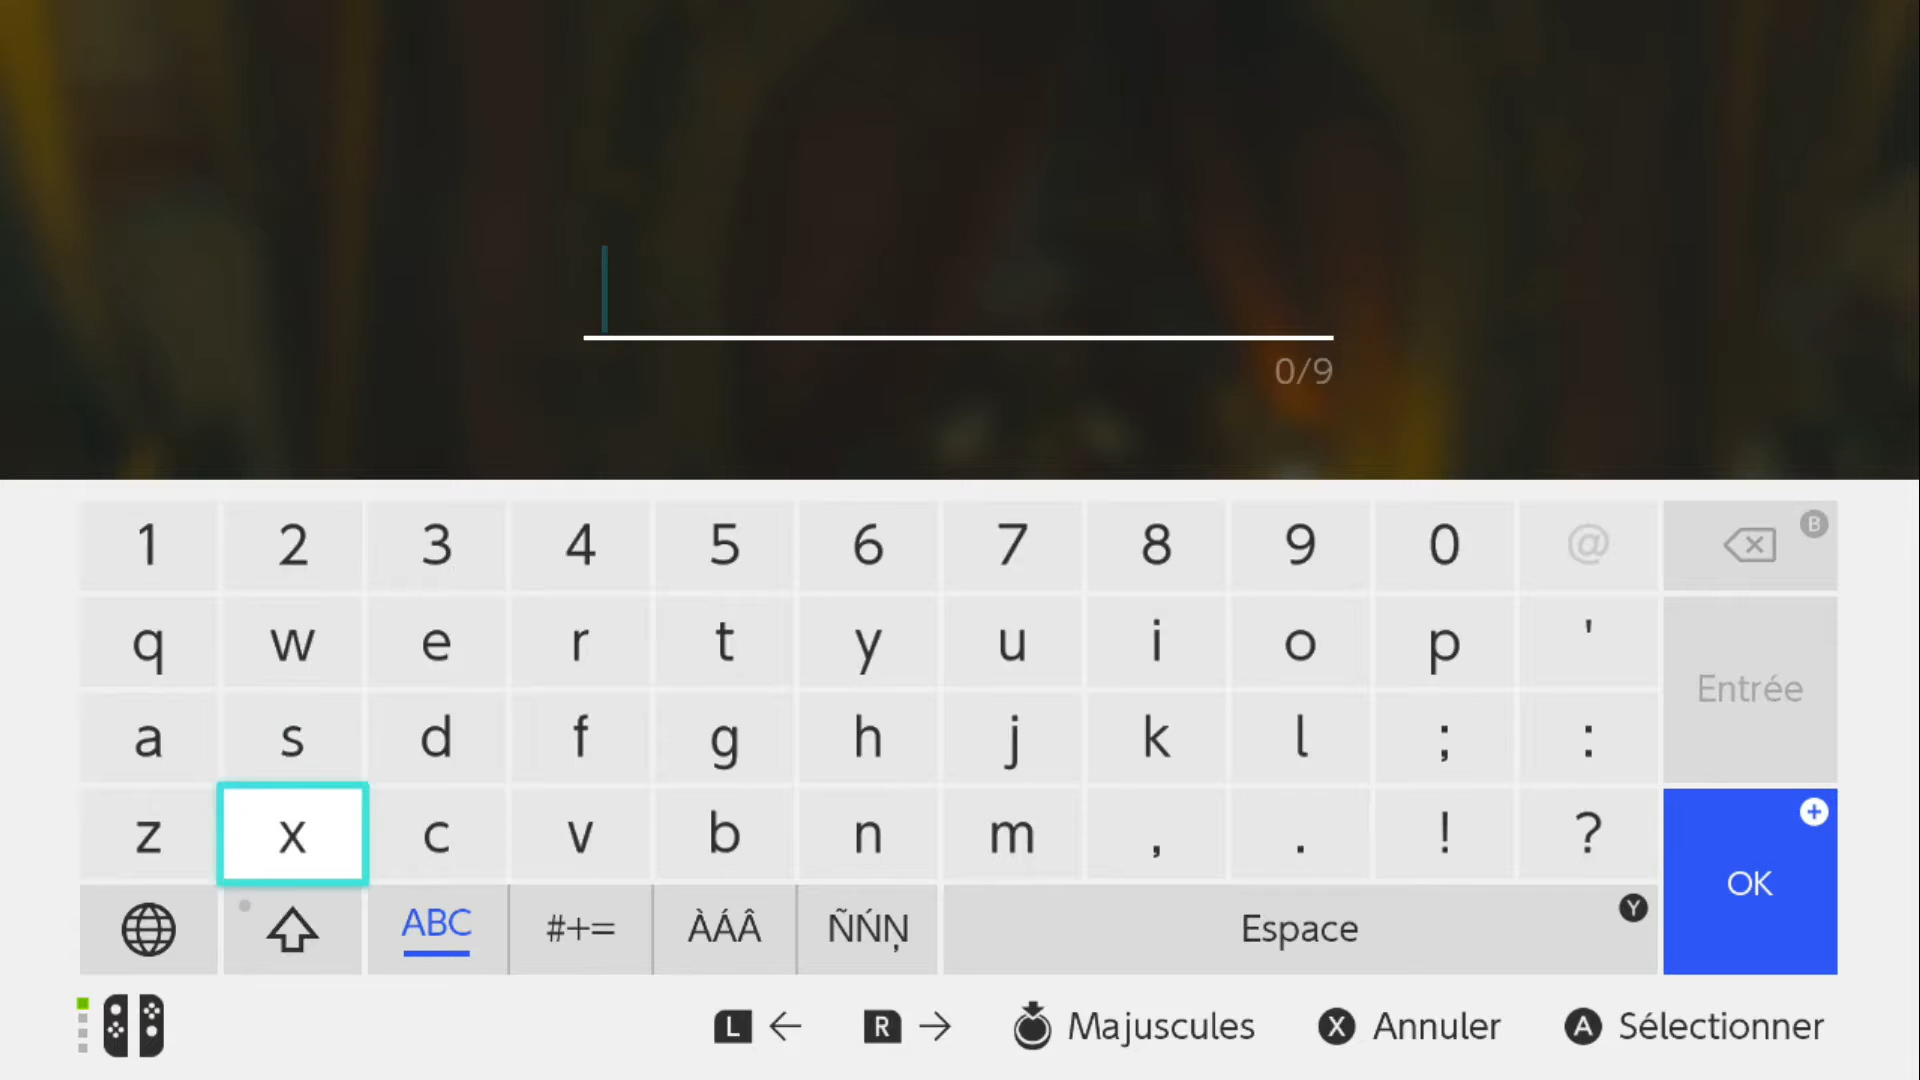 0/9
1 2 3 4 5 6 7 8 9 0 @ B
q w e r t y u i o p '
Entrée
a s d f g h j k l ; :
z x c v b n m , . ! ? +
OK
ABC #+= ÀÁÂ ÑŃŅ Espace Y
L ← R → Majuscules X Annuler A Sélectionner